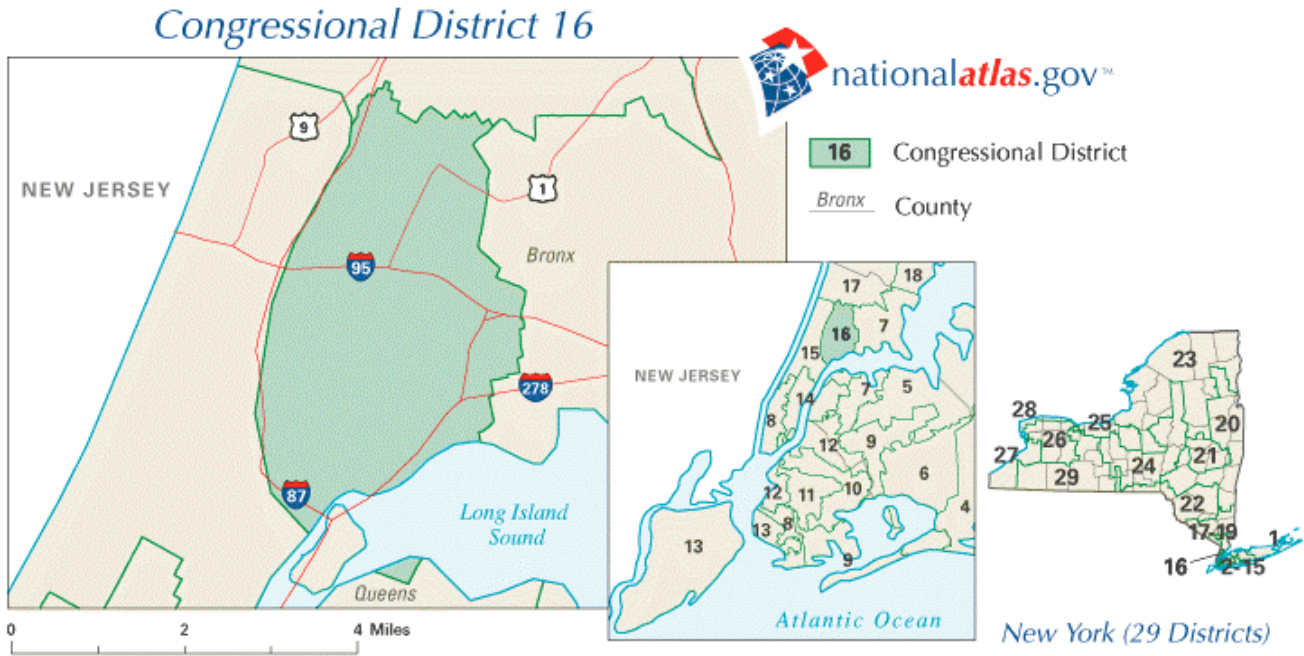 Congressional District 16
nationalatlas.gov™
16 Congressional District
Bronx County
9
NEW JERSEY
1
95
Bronx
278
87
Long Island
Sound
Queens
0 2 4 Miles
17 18
7
16
15
NEW JERSEY
7 5
14
8
12 9
6
12 11 10
4
13 8
13
9
Atlantic Ocean
23
28
25 20
26
27 21
24
29
22
17-19
1
16 2-15
New York (29 Districts)